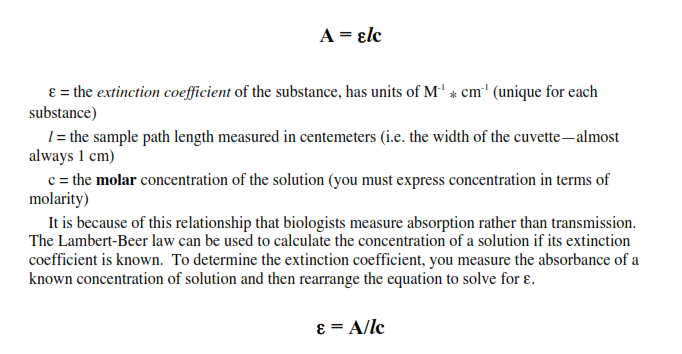 A = εlc
ε = the extinction coefficient of the substance, has units of M⁻¹ * cm⁻¹ (unique for each
substance)
l = the sample path length measured in centemeters (i.e. the width of the cuvette—almost
always 1 cm)
c = the molar concentration of the solution (you must express concentration in terms of
molarity)
It is because of this relationship that biologists measure absorption rather than transmission.
The Lambert-Beer law can be used to calculate the concentration of a solution if its extinction
coefficient is known.  To determine the extinction coefficient, you measure the absorbance of a
known concentration of solution and then rearrange the equation to solve for ε.
ε = A/lc